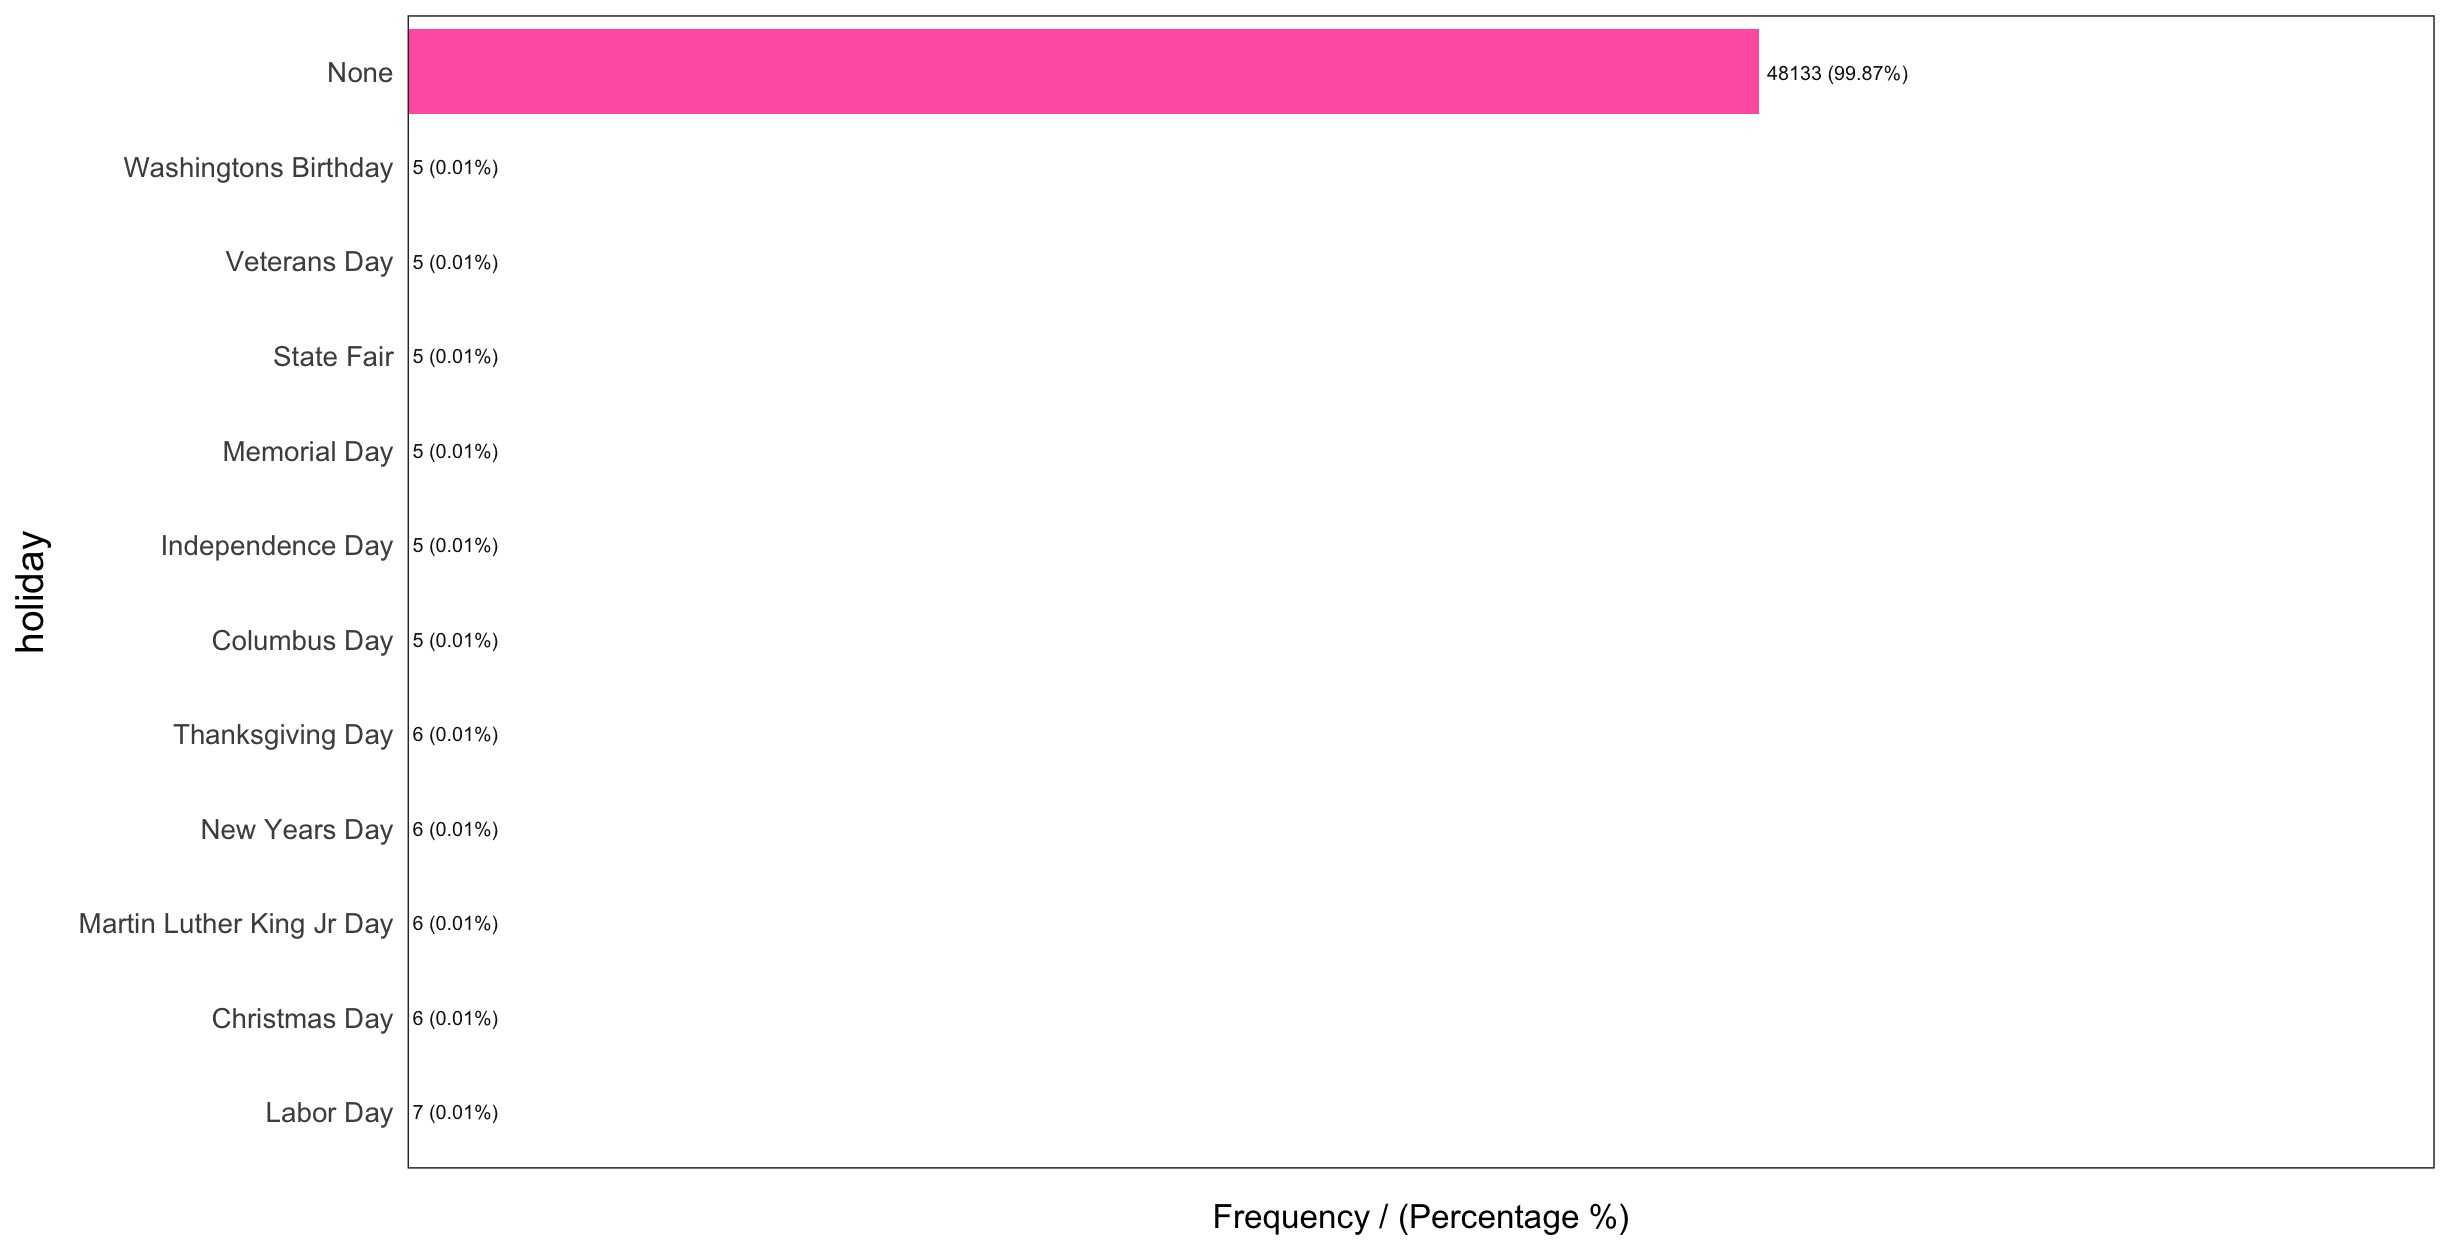 None 48133 (99.87%)
Washingtons Birthday 5 (0.01%)
Veterans Day 5 (0.01%)
State Fair 5 (0.01%)
Memorial Day 5 (0.01%)
Independence Day 5 (0.01%)
Columbus Day 5 (0.01%)
Thanksgiving Day 6 (0.01%)
New Years Day 6 (0.01%)
Martin Luther King Jr Day 6 (0.01%)
Christmas Day 6 (0.01%)
Labor Day 7 (0.01%)
holiday
Frequency / (Percentage %)